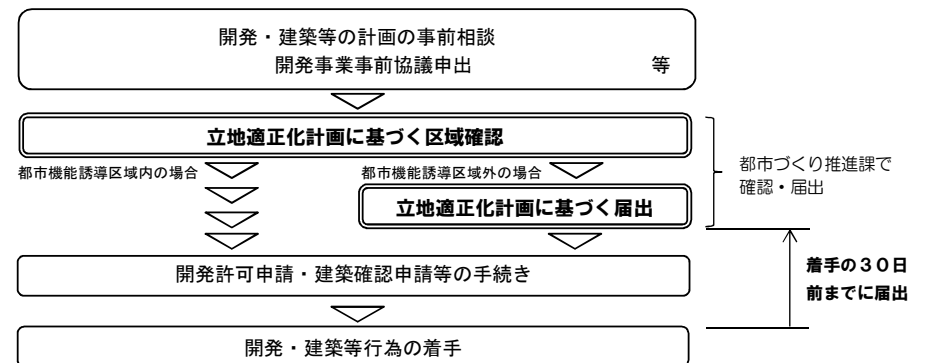 開発・建築等の計画の事前相談
開発事業事前協議申出　等
立地適正化計画に基づく区域確認
都市機能誘導区域内の場合
都市機能誘導区域外の場合
都市づくり推進課で
確認・届出
立地適正化計画に基づく届出
開発許可申請・建築確認申請等の手続き
着手の３０日
前までに届出
開発・建築等行為の着手